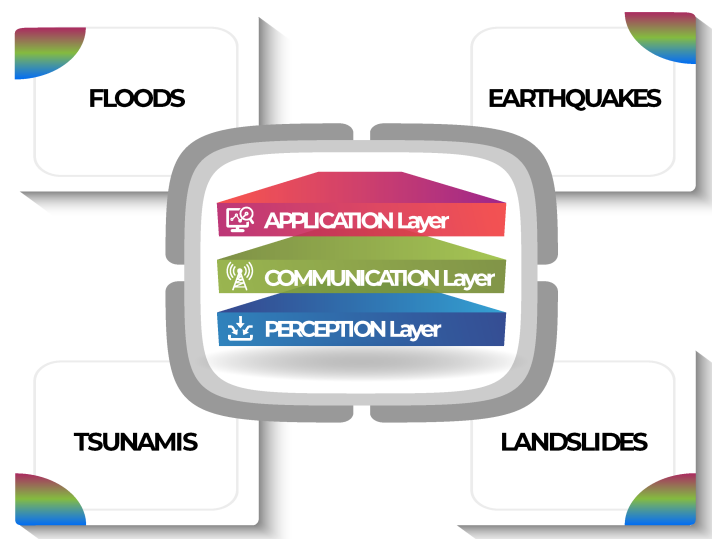 FLOODS
EARTHQUAKES
APPLICATION Layer
COMMUNICATION Layer
PERCEPTION Layer
TSUNAMIS
LANDSLIDES